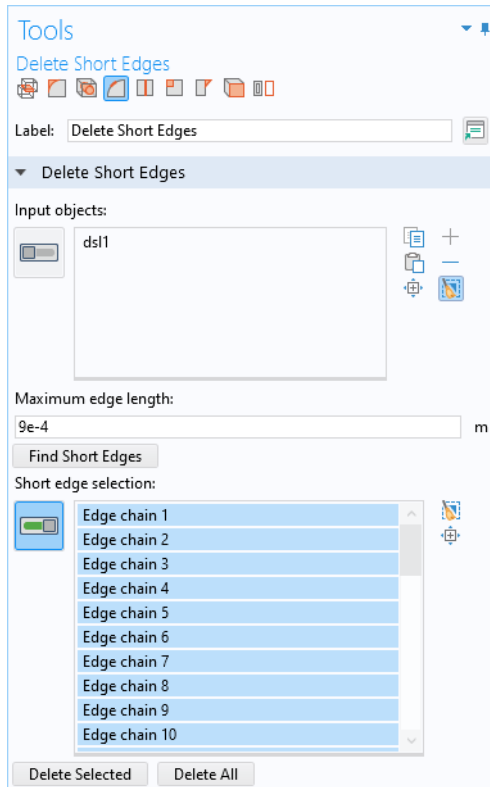 Tools
Delete Short Edges
Label: Delete Short Edges
Delete Short Edges
Input objects:
dsl1
Maximum edge length:
9e-4 m
Find Short Edges
Short edge selection:
Edge chain 1
Edge chain 2
Edge chain 3
Edge chain 4
Edge chain 5
Edge chain 6
Edge chain 7
Edge chain 8
Edge chain 9
Edge chain 10
Delete Selected Delete All